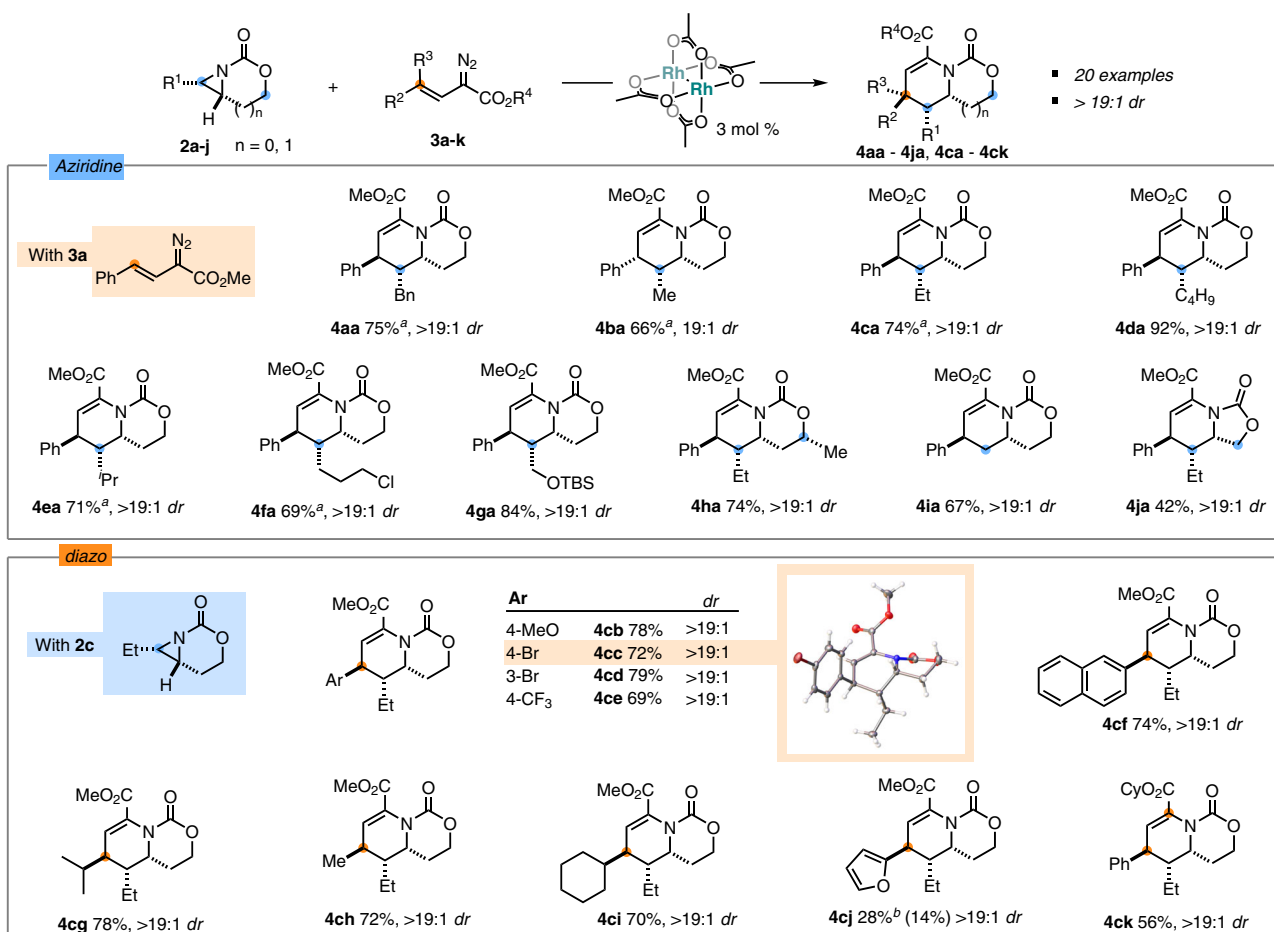 O
R¹
N
O
H
( )n
2a-j n = 0, 1
+
R³
N₂
R²
CO₂R⁴
3a-k
O O O O
Rh
Rh
O O O O
3 mol %
R⁴O₂C O
N O
R³
R² R¹
( )n
4aa - 4ja, 4ca - 4ck
▪ 20 examples
▪ > 19:1 dr
Aziridine
With 3a
N₂
Ph CO₂Me
MeO₂C O
N O
Ph
Bn
4aa 75%ᵃ, >19:1 dr
MeO₂C O
N O
Ph
Me
4ba 66%ᵃ, 19:1 dr
MeO₂C O
N O
Ph
Et
4ca 74%ᵃ, >19:1 dr
MeO₂C O
N O
Ph
C₄H₉
4da 92%, >19:1 dr
MeO₂C O
N O
Ph
ⁱPr
4ea 71%ᵃ, >19:1 dr
MeO₂C O
N O
Ph
Cl
4fa 69%ᵃ, >19:1 dr
MeO₂C O
N O
Ph
OTBS
4ga 84%, >19:1 dr
MeO₂C O
N O
Ph Me
Et
4ha 74%, >19:1 dr
MeO₂C O
N O
Ph
4ia 67%, >19:1 dr
MeO₂C O
N
O
Ph
Et
4ja 42%, >19:1 dr
diazo
With 2c
O
Et N O
H
MeO₂C O
N O
Ar
Et
Ar dr
4-MeO 4cb 78% >19:1
4-Br 4cc 72% >19:1
3-Br 4cd 79% >19:1
4-CF₃ 4ce 69% >19:1
MeO₂C O
N O
Et
4cf 74%, >19:1 dr
MeO₂C O
N O
Et
4cg 78%, >19:1 dr
MeO₂C O
N O
Me
Et
4ch 72%, >19:1 dr
MeO₂C O
N O
Et
4ci 70%, >19:1 dr
MeO₂C O
N O
O Et
4cj 28%ᵇ (14%) >19:1 dr
CyO₂C O
N O
Ph
Et
4ck 56%, >19:1 dr